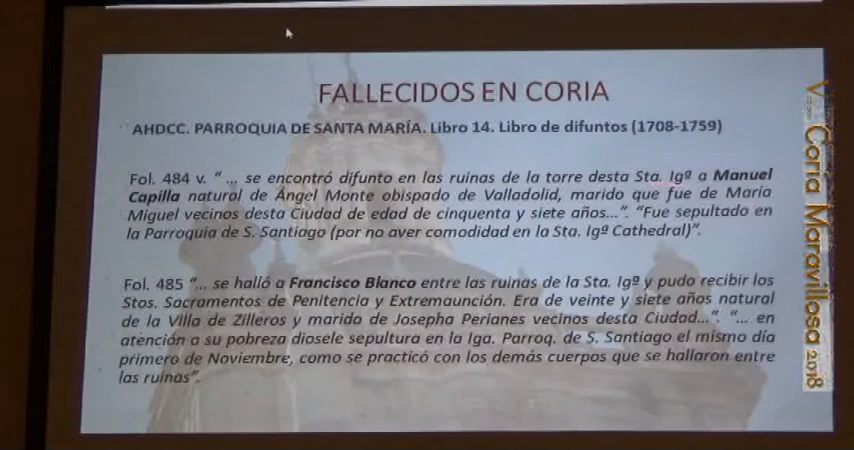 FALLECIDOS EN CORIA
AHDCC. PARROQUIA DE SANTA MARÍA. Libro 14. Libro de difuntos (1708-1759)
Fol. 484 v. “ ... se encontró difunto en las ruinas de la torre desta Sta. Igª a Manuel
Capilla natural de Ángel Monte obispado de Valladolid, marido que fue de María
Miguel vecinos desta Ciudad de edad de cinquenta y siete años...”. “Fue sepultado en
la Parroquia de S. Santiago (por no aver comodidad en la Sta. Igª Cathedral)”.
Fol. 485 “... se halló a Francisco Blanco entre las ruinas de la Sta. Igª y pudo recibir los
Stos. Sacramentos de Penitencia y Extremaunción. Era de veinte y siete años natural
de la Villa de Zilleros y marido de Josepha Perianes vecinos desta Ciudad...”. “... en
atención a su pobreza diosele sepultura en la Iga. Parroq. de S. Santiago el mismo día
primero de Noviembre, como se practicó con los demás cuerpos que se hallaron entre
las ruinas”.
Coria Maravillosa 2018